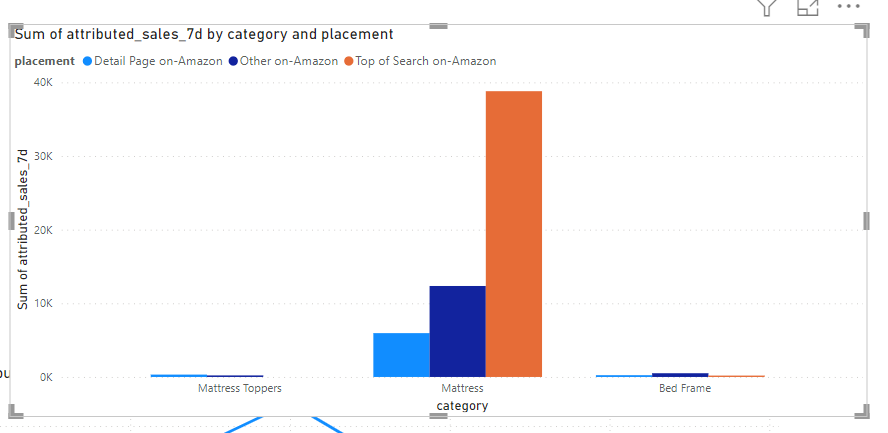 Sum of attributed_sales_7d by category and placement
placement Detail Page on-Amazon Other on-Amazon Top of Search on-Amazon
40K
30K
20K
10K
0K
Sum of attributed_sales_7d
Mattress Toppers Mattress Bed Frame
category